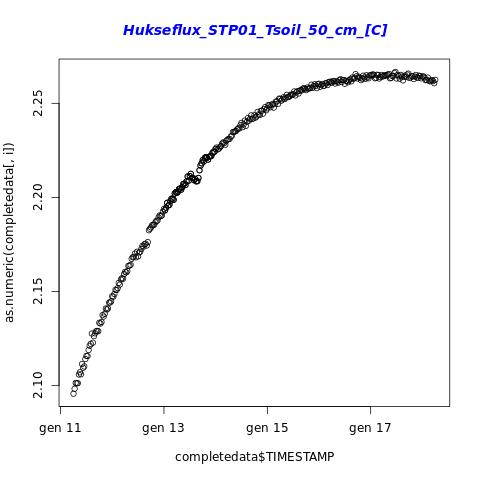 Hukseflux_STP01_Tsoil_50_cm_[C]
as.numeric(completedata[, i])
2.25
2.20
2.15
2.10
gen 11 gen 13 gen 15 gen 17
completedata$TIMESTAMP